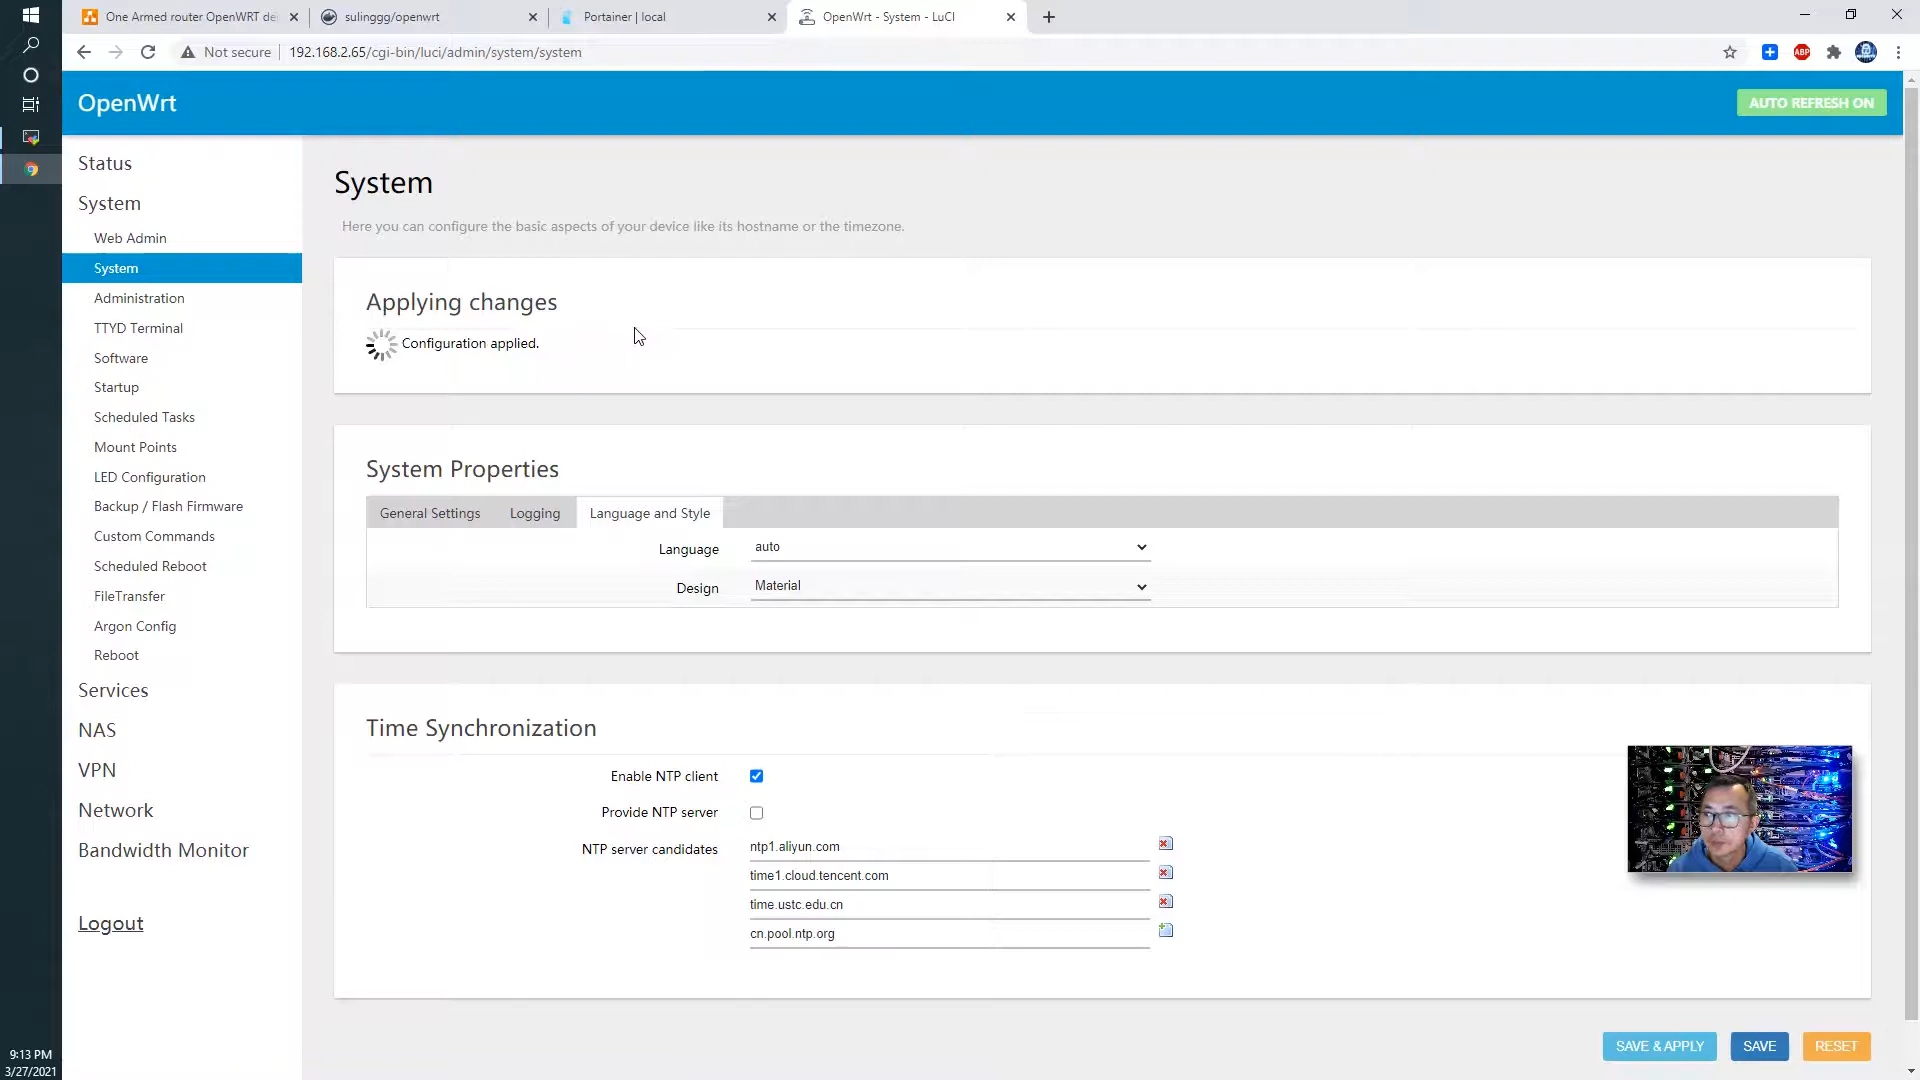 One Armed router OpenWRT de
sulinggg/openwrt
Portainer | local
OpenWrt - System - LuCI
Not secure
192.168.2.65/cgi-bin/luci/admin/system/system
ABP
OpenWrt
AUTO REFRESH ON
Status
System
Web Admin
System
Administration
TTYD Terminal
Software
Startup
Scheduled Tasks
Mount Points
LED Configuration
Backup / Flash Firmware
Custom Commands
Scheduled Reboot
FileTransfer
Argon Config
Reboot
Services
NAS
VPN
Network
Bandwidth Monitor
Logout
System
Here you can configure the basic aspects of your device like its hostname or the timezone.
Applying changes
Configuration applied.
System Properties
General Settings
Logging
Language and Style
Language
auto
Design
Material
Time Synchronization
Enable NTP client
Provide NTP server
NTP server candidates
ntp1.aliyun.com
time1.cloud.tencent.com
time.ustc.edu.cn
cn.pool.ntp.org
SAVE & APPLY
SAVE
RESET
9:13 PM
3/27/2021